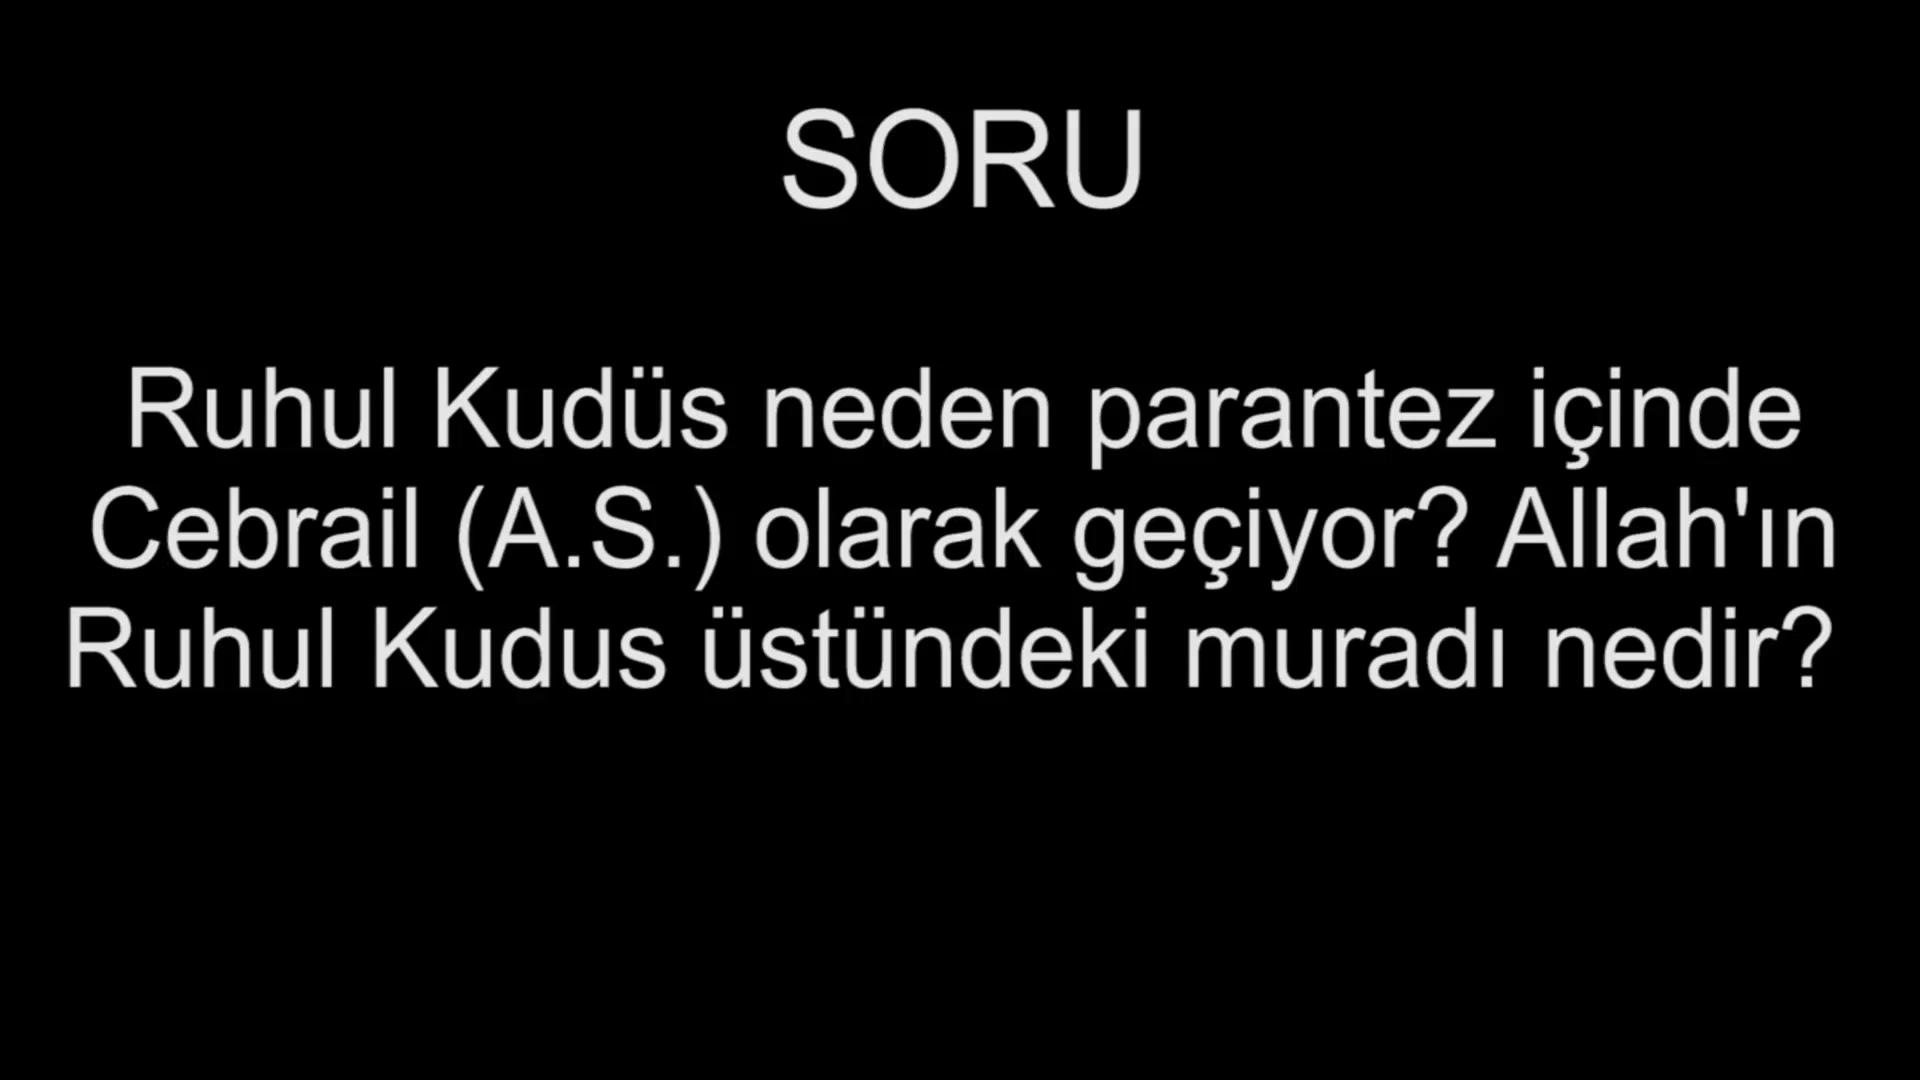 SORU
Ruhul Kudüs neden parantez içinde
Cebrail (A.S.) olarak geçiyor? Allah'ın
Ruhul Kudus üstündeki muradı nedir?